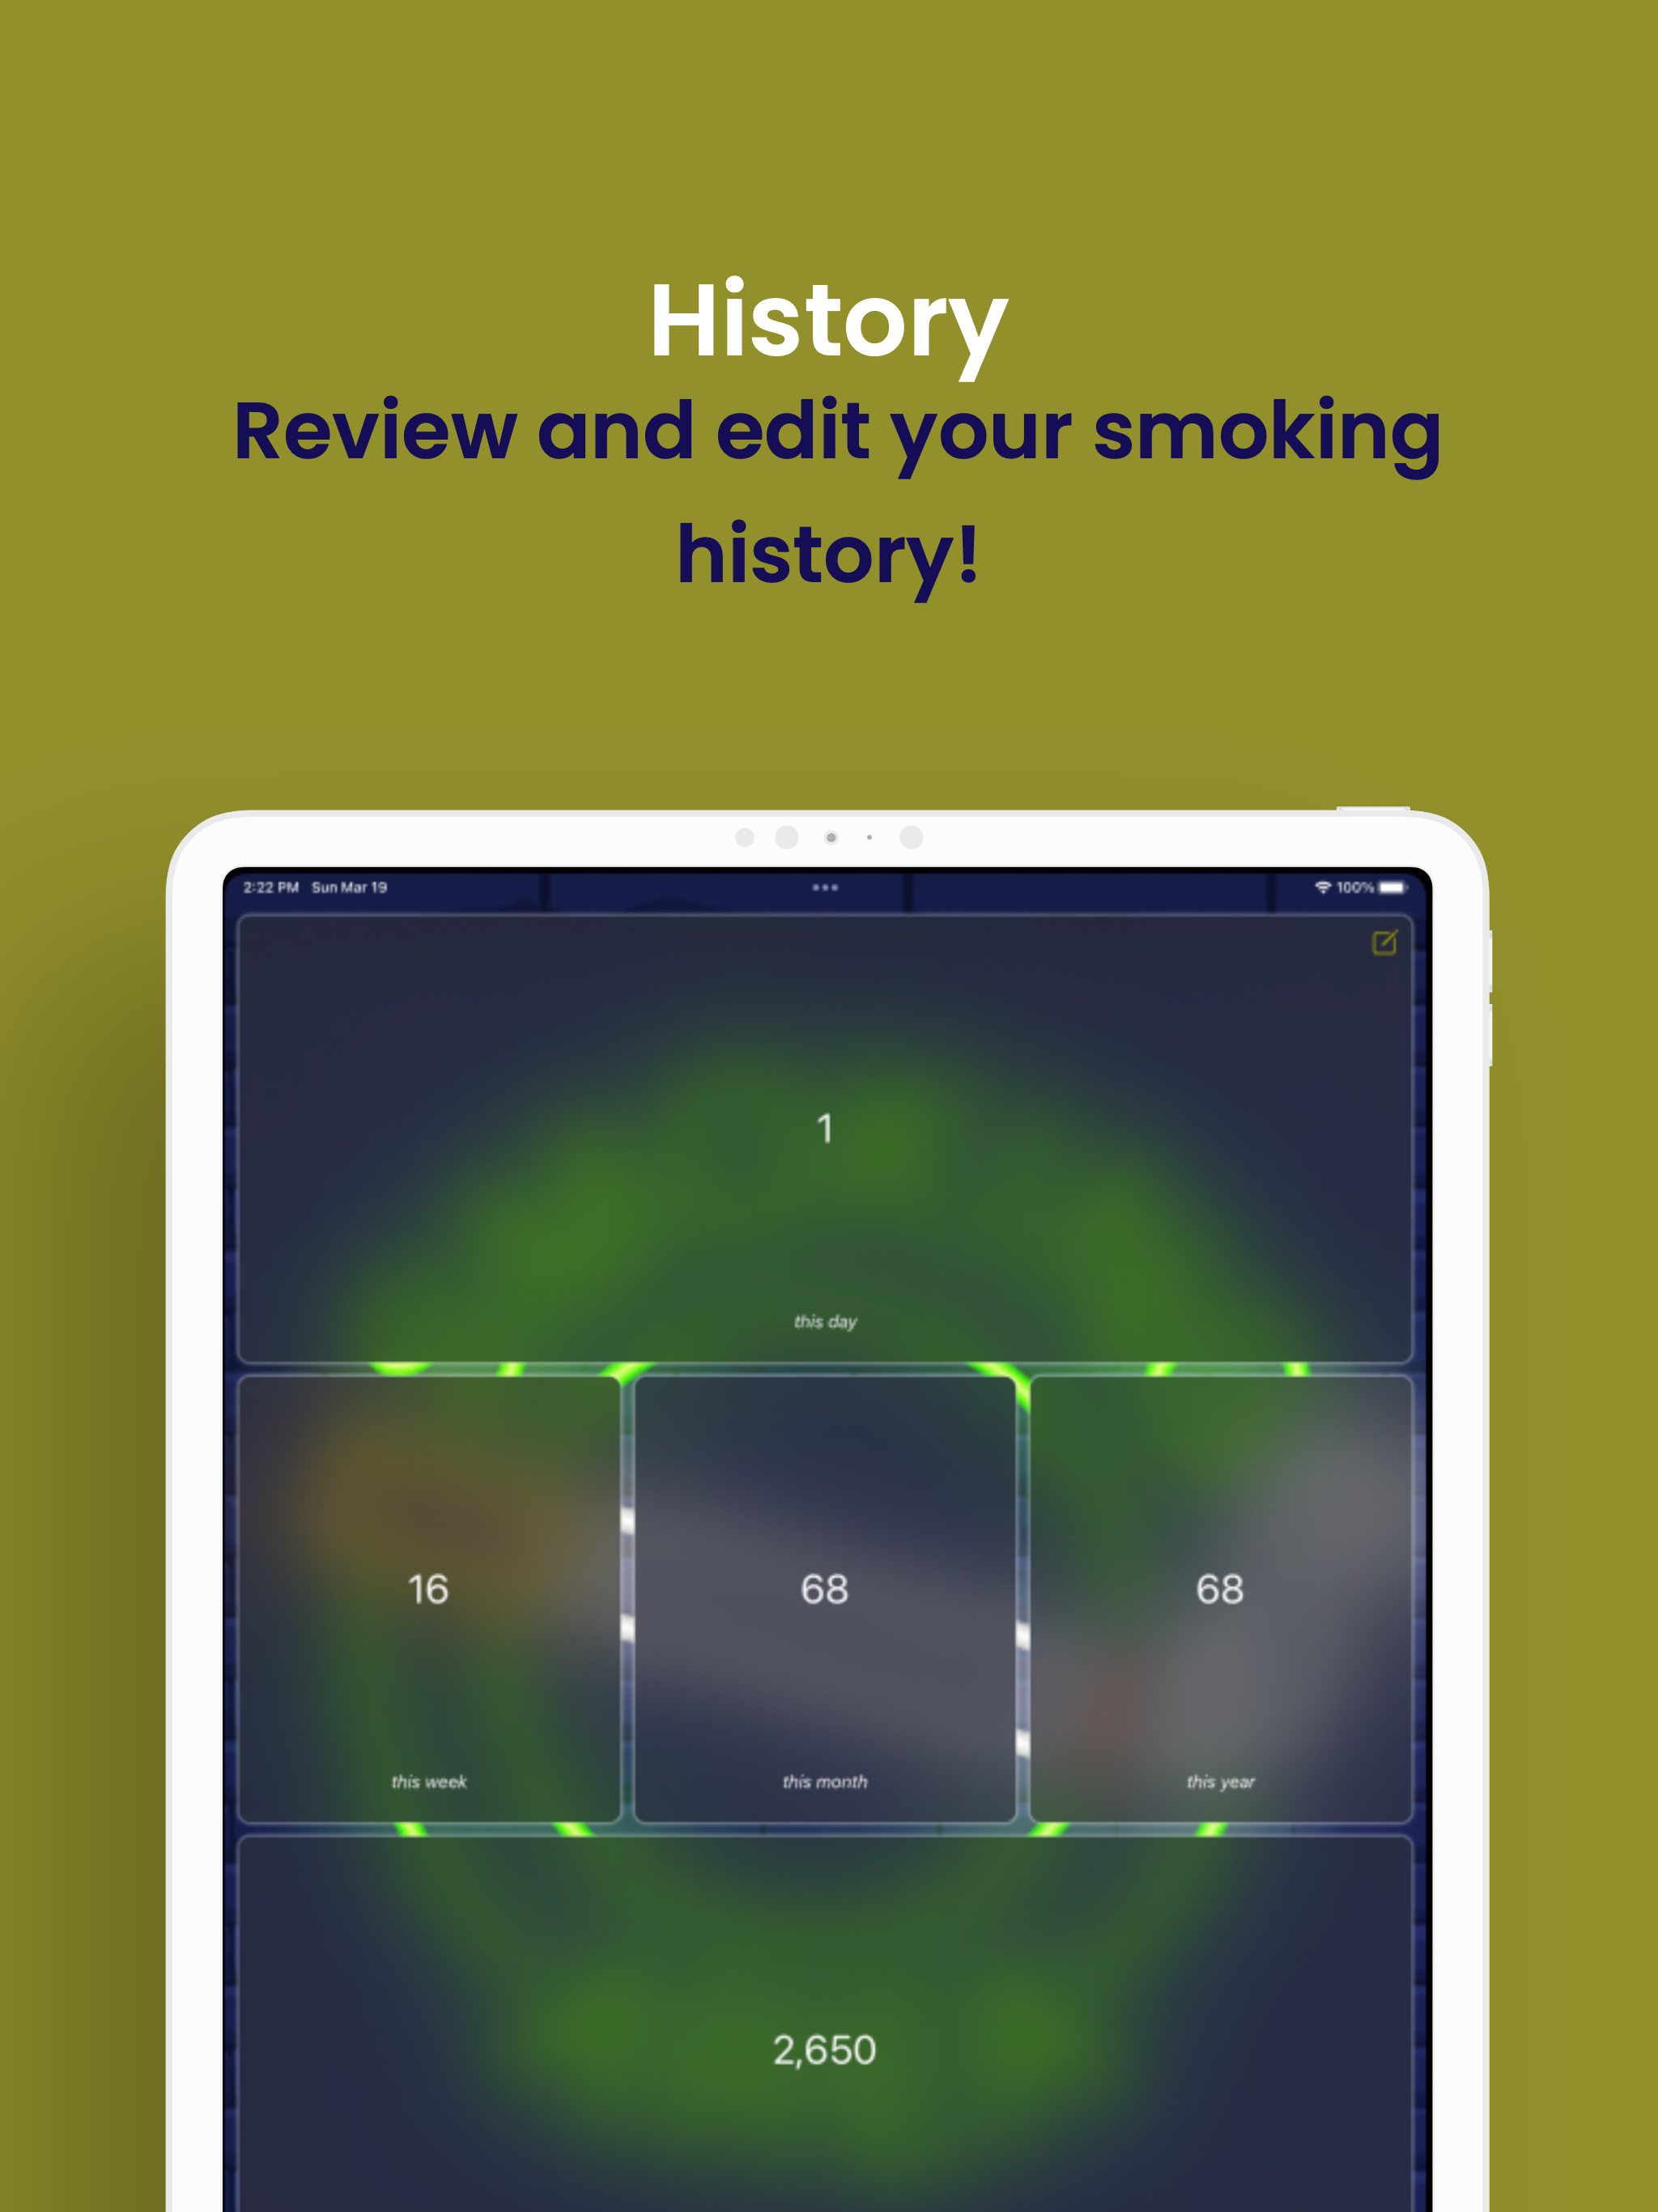 History
Review and edit your smoking
history!
2:22 PM Sun Mar 19
100%
1
this day
16
68
68
this week
this month
this year
2,650